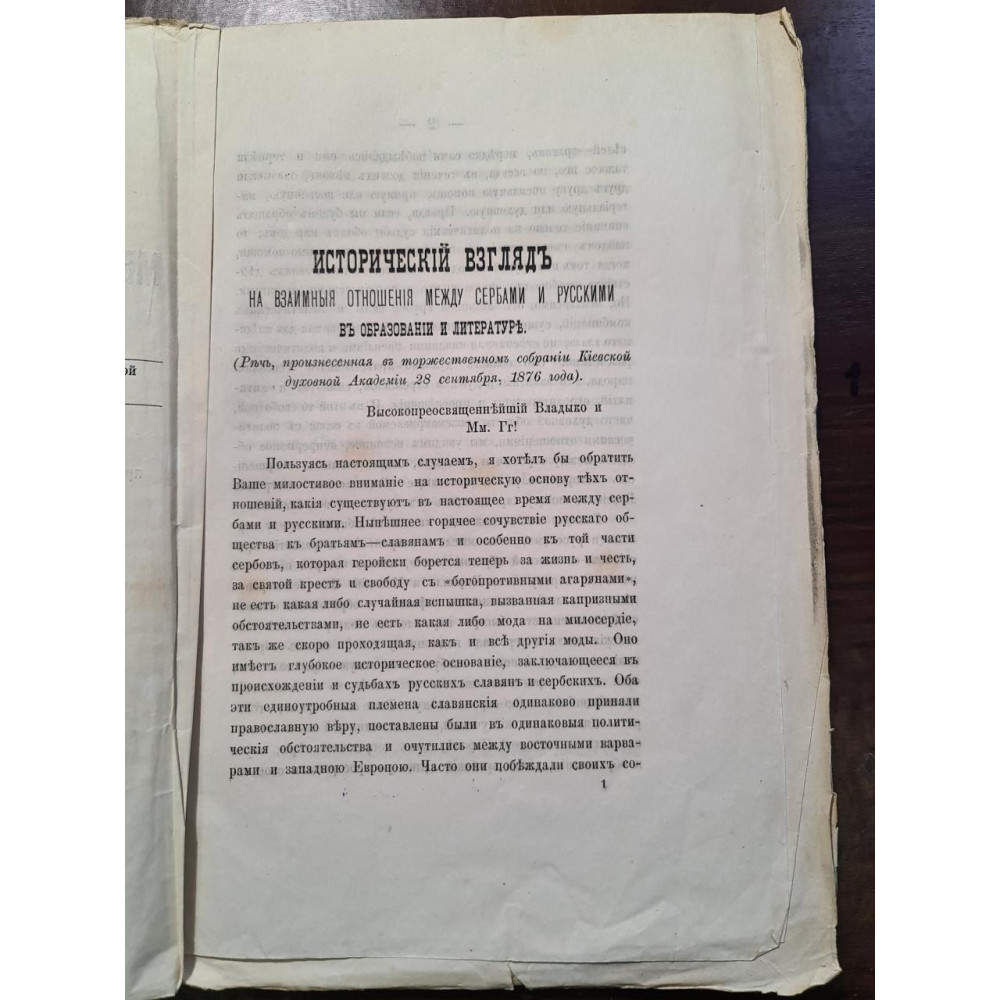 ИСТОРИЧЕСКІЙ ВЗГЛЯДЪ
НА ВЗАИМНЫЯ ОТНОШЕНІЯ МЕЖДУ СЕРБАМИ И РУССКИМИ
ВЪ ОБРАЗОВАНІИ И ЛИТЕРАТУРѢ.
(Рѣчь, произнесенная въ торжественномъ собраніи Кіевской
духовной Академіи 28 сентября, 1876 года).
Высокопреосвященнѣйшій Владыко и
Мм. Гг!
Пользуясь настоящимъ случаемъ, я хотѣлъ бы обратить
Ваше милостивое вниманіе на историческую основу тѣхъ от-
ношеній, какія существуютъ въ настоящее время между сер-
бами и русскими. Нынѣшнее горячее сочувствіе русскаго об-
щества къ братьямъ—славянамъ и особенно къ той части
сербовъ, которая геройски борется теперь за жизнь и честь,
за святой крестъ и свободу съ «богопротивными агарянами»,
не есть какая либо случайная вспышка, вызванная капризными
обстоятельствами, не есть какая либо мода на милосердіе,
такъ же скоро проходящая, какъ и всѣ другія моды. Оно
имѣетъ глубокое историческое основаніе, заключающееся въ
происхожденіи и судьбахъ русскихъ славянъ и сербскихъ. Оба
эти единоутробныя племена славянскія одинаково приняли
православную вѣру, поставлены были въ одинаковыя полити-
ческія обстоятельства и очутились между восточными варва-
рами и западною Европою. Часто они побѣждали своихъ со-
1
ой